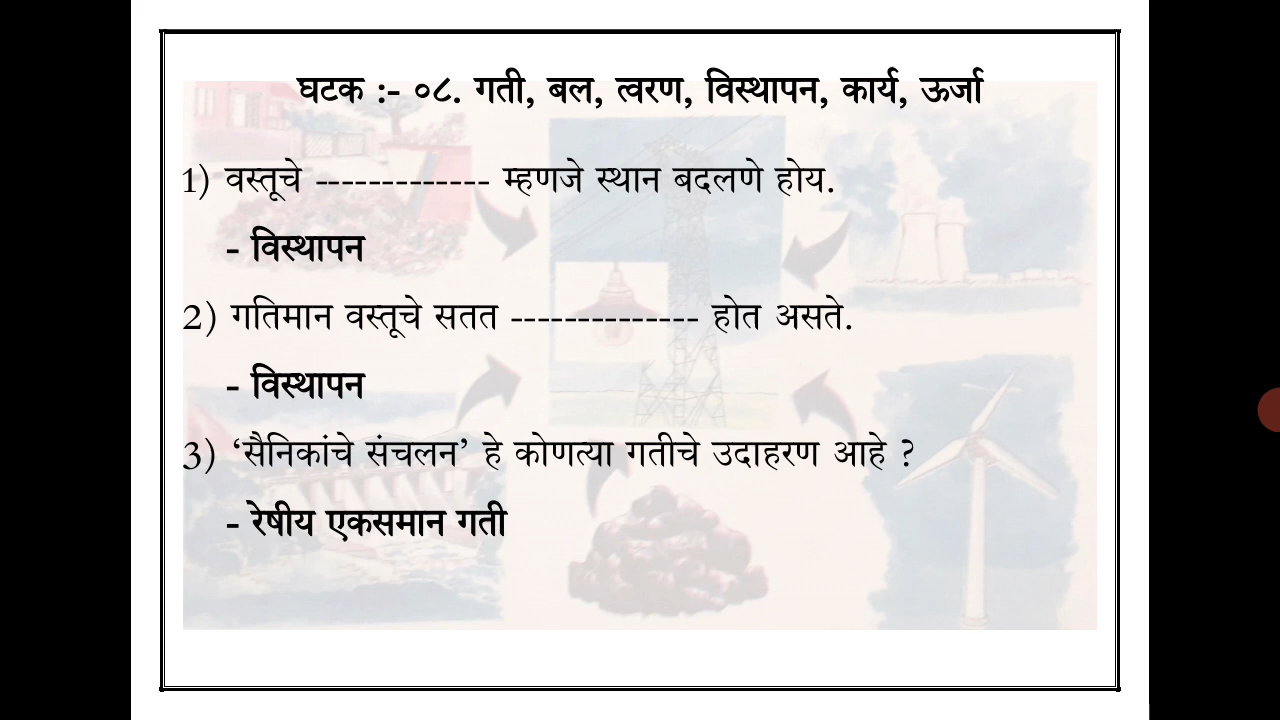 घटक :- ०८. गती, बल, त्वरण, विस्थापन, कार्य, ऊर्जा
1) वस्तूचे ------------- म्हणजे स्थान बदलणे होय.
- विस्थापन
2) गतिमान वस्तूचे सतत -------------- होत असते.
- विस्थापन
3) ‘सैनिकांचे संचलन’ हे कोणत्या गतीचे उदाहरण आहे ?
- रेषीय एकसमान गती